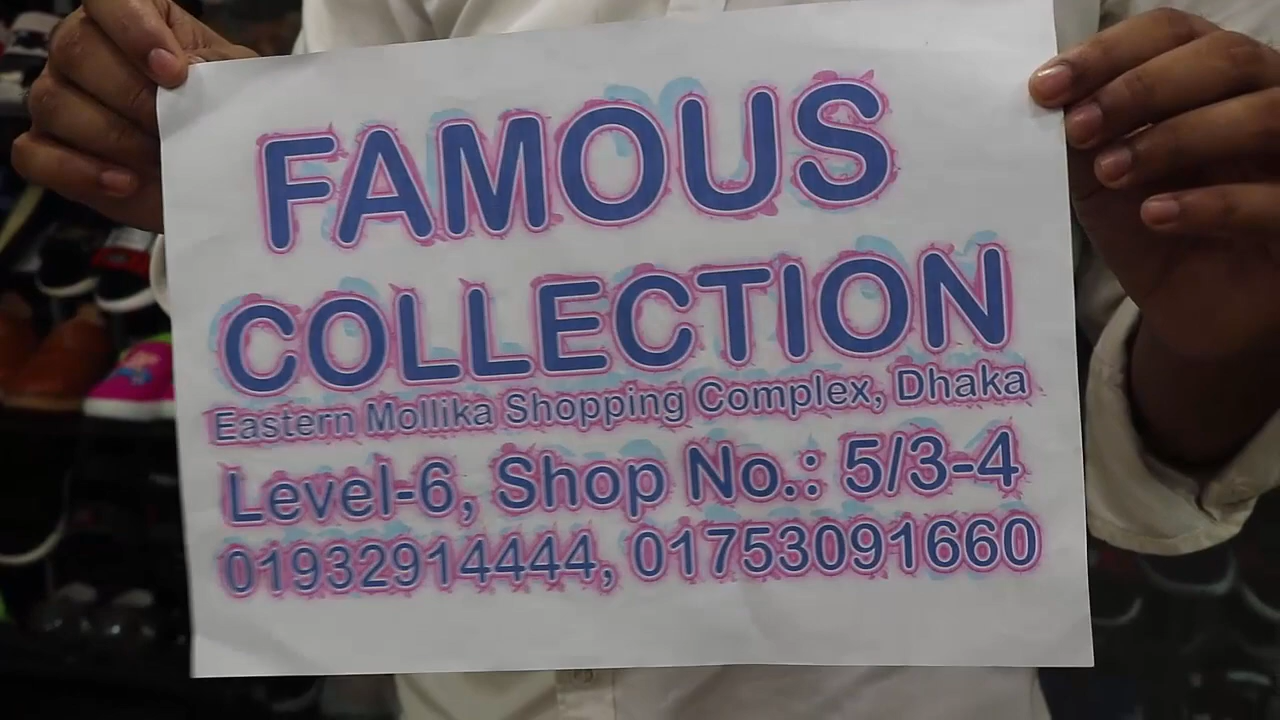 FAMOUS
COLLECTION
Eastern Mollika Shopping Complex, Dhaka
Level-6, Shop No.: 5/3-4
01932914444, 01753091660